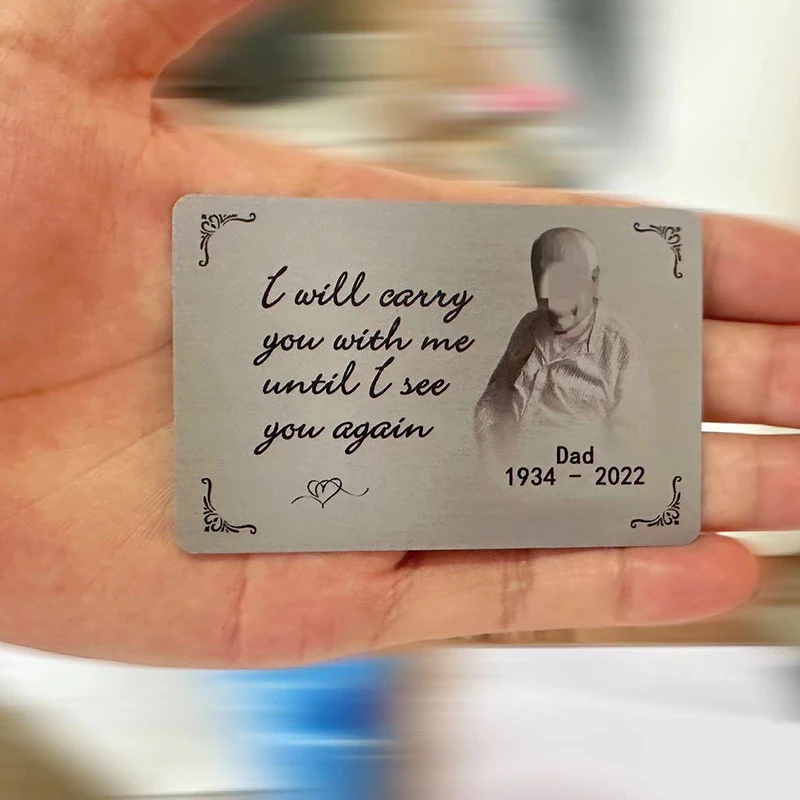 I will carry
you with me
until I see
you again
Dad
1934 - 2022